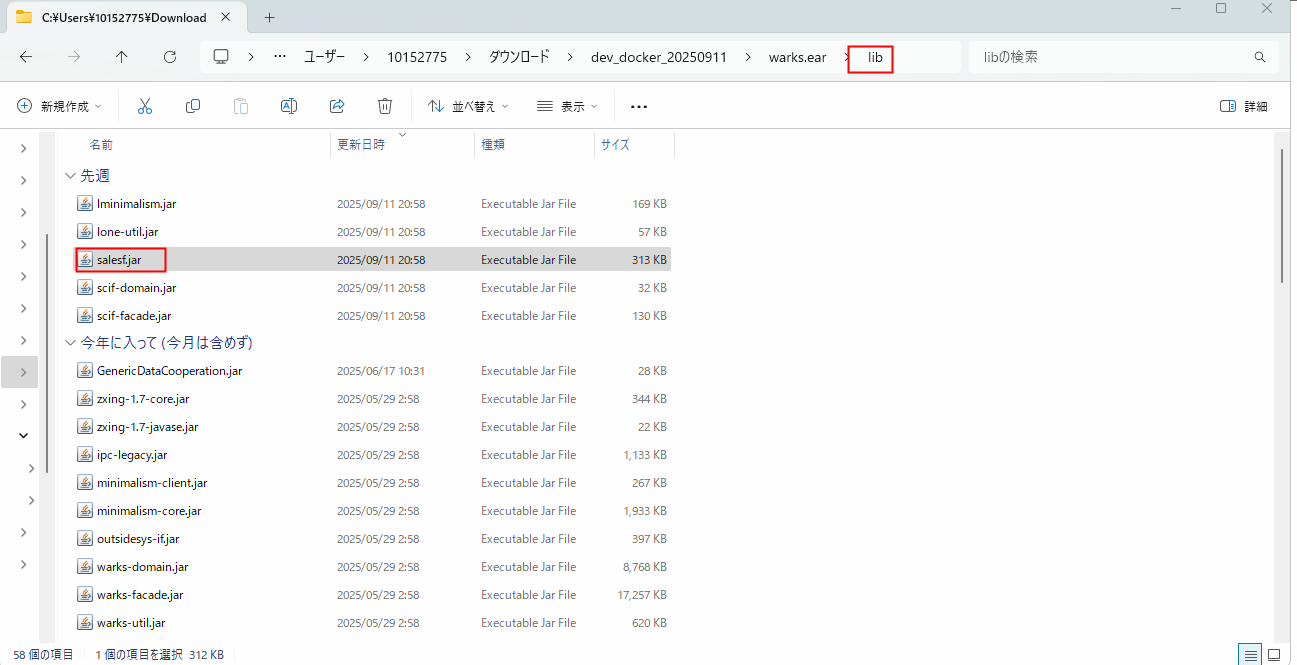 C:¥Users¥10152775¥Download
… ユーザー 10152775 ダウンロード dev_docker_20250911 warks.ear lib libの検索
新規作成 並べ替え 表示 … 詳細
名前 更新日時 種類 サイズ
先週
lminimalism.jar 2025/09/11 20:58 Executable Jar File 169 KB
lone-util.jar 2025/09/11 20:58 Executable Jar File 57 KB
salesf.jar 2025/09/11 20:58 Executable Jar File 313 KB
scif-domain.jar 2025/09/11 20:58 Executable Jar File 32 KB
scif-facade.jar 2025/09/11 20:58 Executable Jar File 130 KB
今年に入って (今月は含めず)
GenericDataCooperation.jar 2025/06/17 10:31 Executable Jar File 28 KB
zxing-1.7-core.jar 2025/05/29 2:58 Executable Jar File 344 KB
zxing-1.7-javase.jar 2025/05/29 2:58 Executable Jar File 22 KB
ipc-legacy.jar 2025/05/29 2:58 Executable Jar File 1,133 KB
minimalism-client.jar 2025/05/29 2:58 Executable Jar File 267 KB
minimalism-core.jar 2025/05/29 2:58 Executable Jar File 1,933 KB
outsidesys-if.jar 2025/05/29 2:58 Executable Jar File 397 KB
warks-domain.jar 2025/05/29 2:58 Executable Jar File 8,768 KB
warks-facade.jar 2025/05/29 2:58 Executable Jar File 17,257 KB
warks-util.jar 2025/05/29 2:58 Executable Jar File 620 KB
58 個の項目 1 個の項目を選択 312 KB